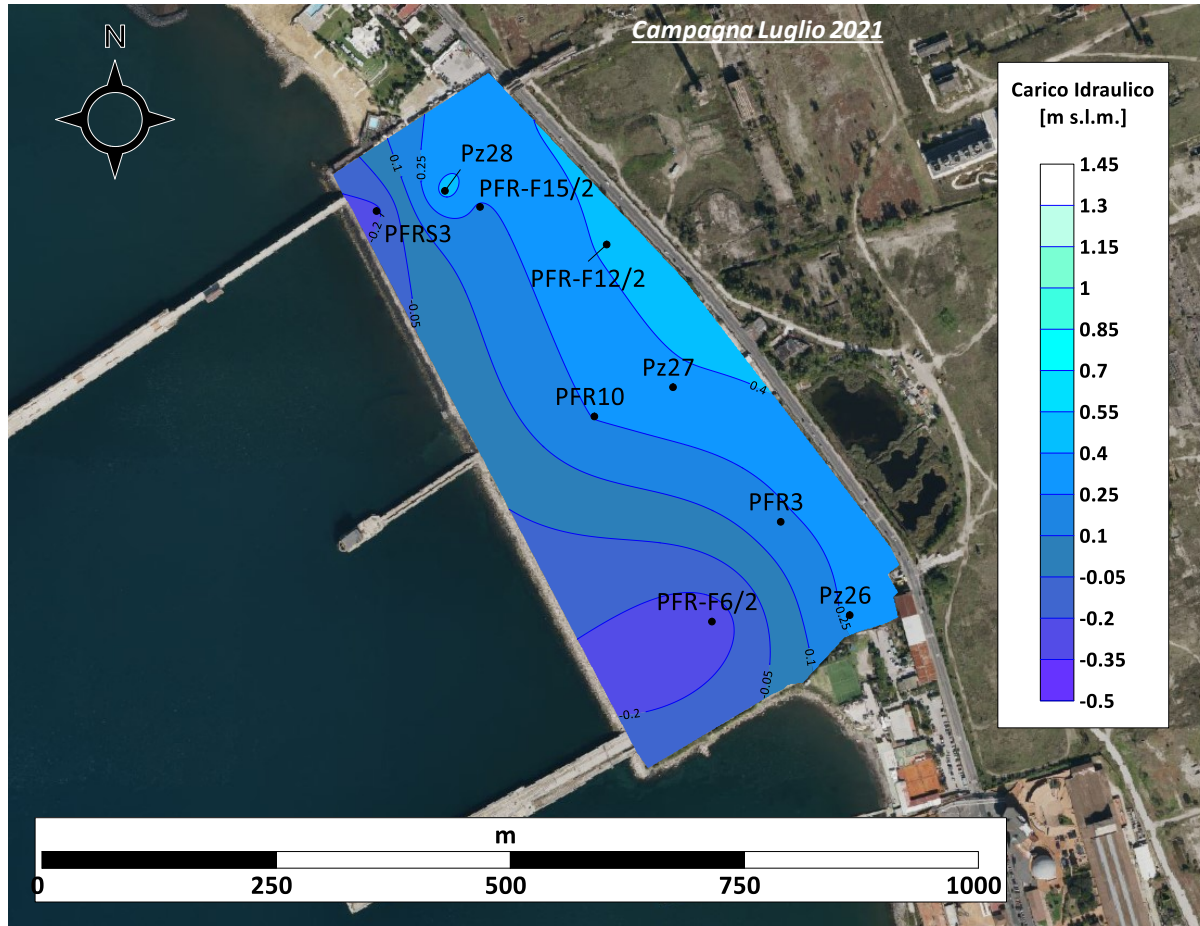 Campagna Luglio 2021
N
Carico Idraulico
[m s.l.m.]
1.45
1.3
1.15
1
0.85
0.7
0.55
0.4
0.25
0.1
-0.05
-0.2
-0.35
-0.5
Pz28
0.1
0.25
PFR-F15/2
-0.2
PFRS3
PFR-F12/2
-0.05
Pz27
0.4
PFR10
PFR3
PFR-F6/2
Pz26
0.25
0.1
-0.05
-0.2
m
0
250
500
750
1000